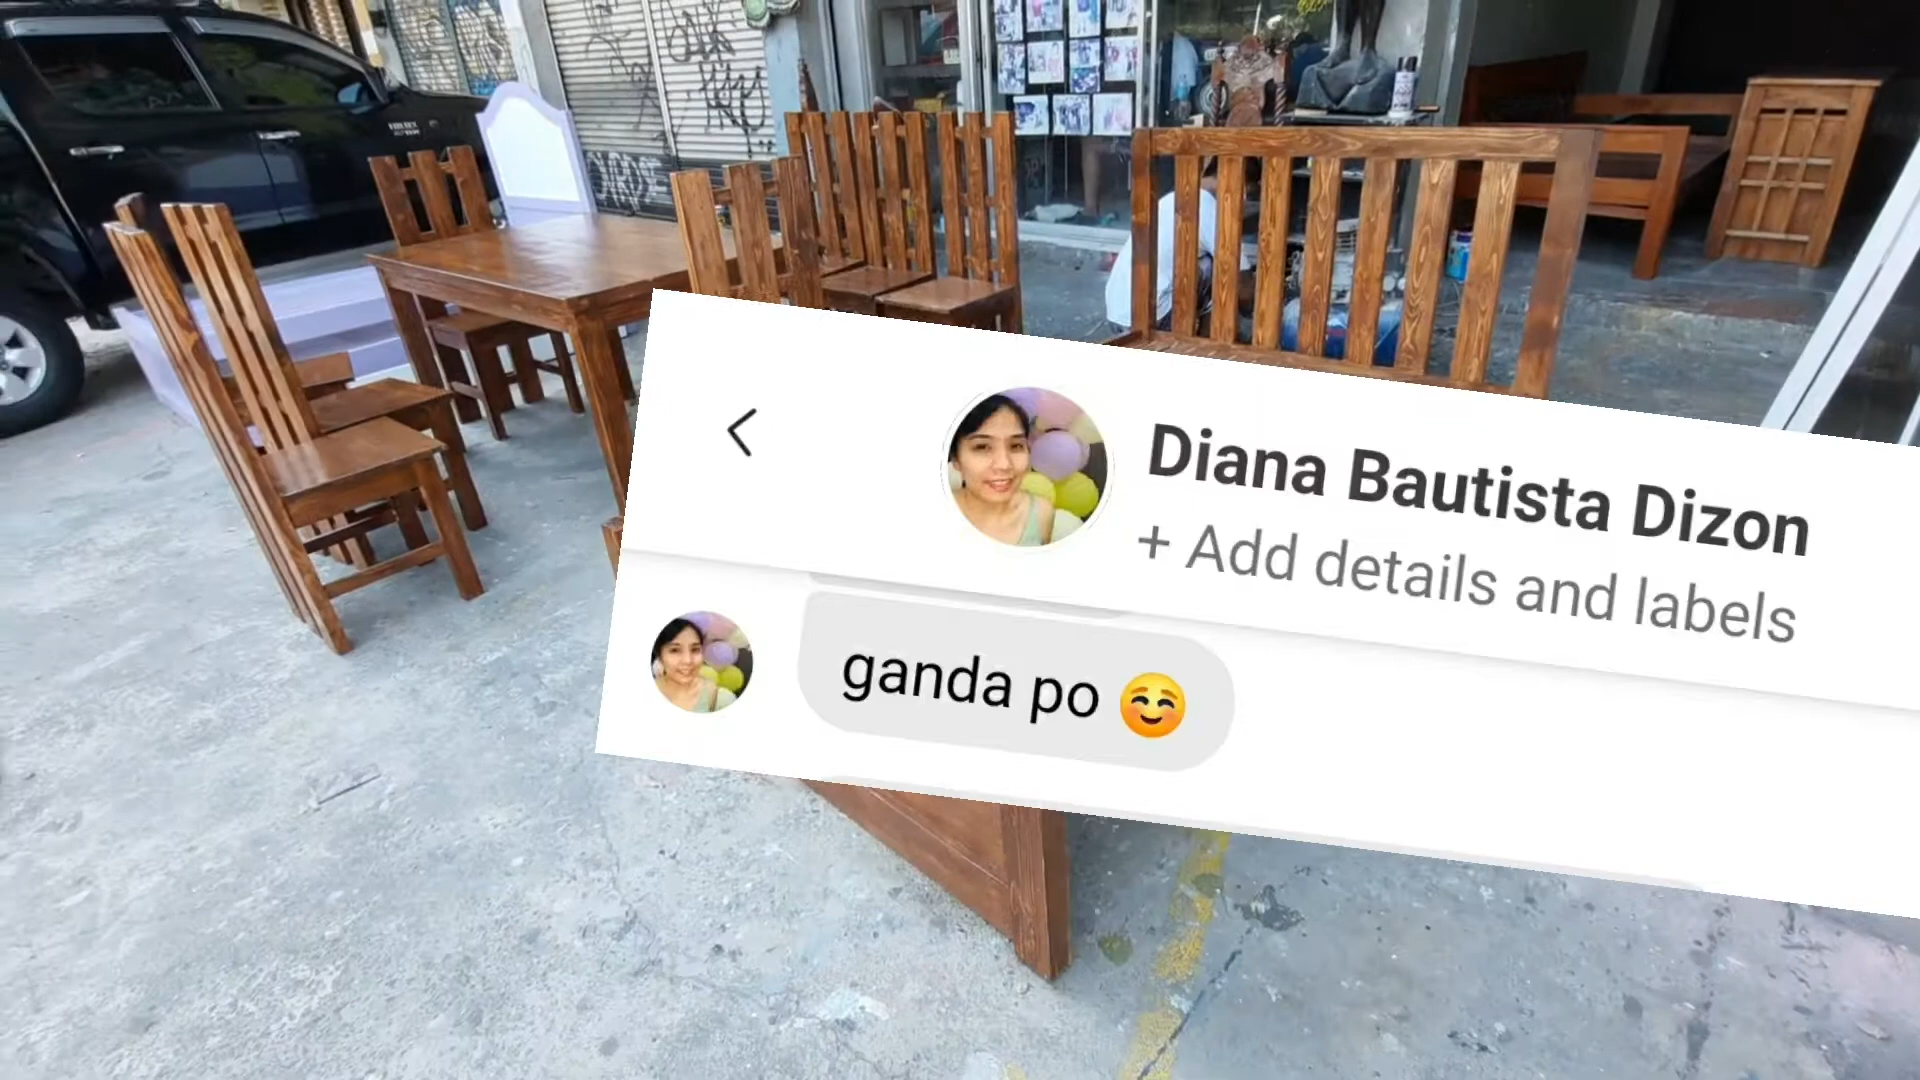 Diana Bautista Dizon
+ Add details and labels
ganda po ☺️